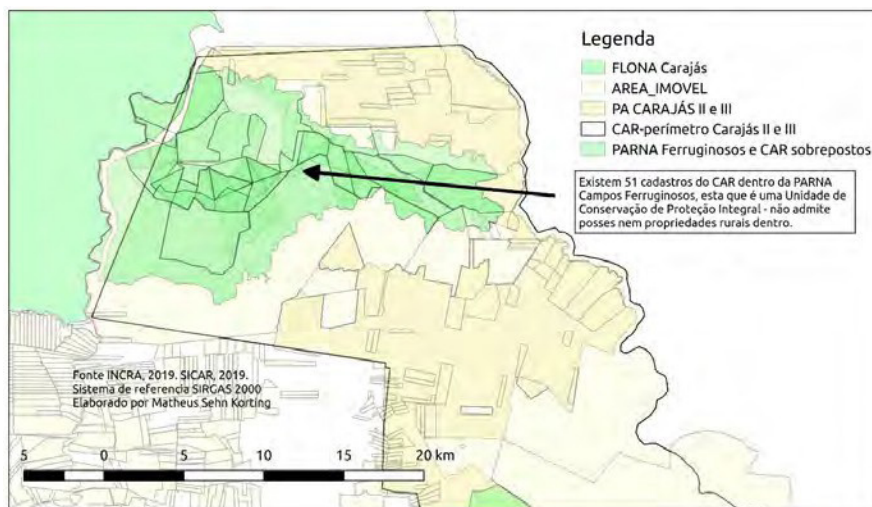 Legenda
FLONA Carajás
AREA_IMOVEL
PA CARAJÁS II e III
CAR-perímetro Carajás II e III
PARNA Ferruginosos e CAR sobrepostos
Existem 51 cadastros do CAR dentro da PARNA
Campos Ferruginosos, esta que é uma Unidade de
Conservação de Proteção Integral - não admite
posses nem propriedades rurais dentro.
Fonte INCRA, 2019. SICAR, 2019.
Sistema de referencia SIRGAS 2000
Elaborado por Matheus Sehn Korting
5 0 5 10 15 20 km